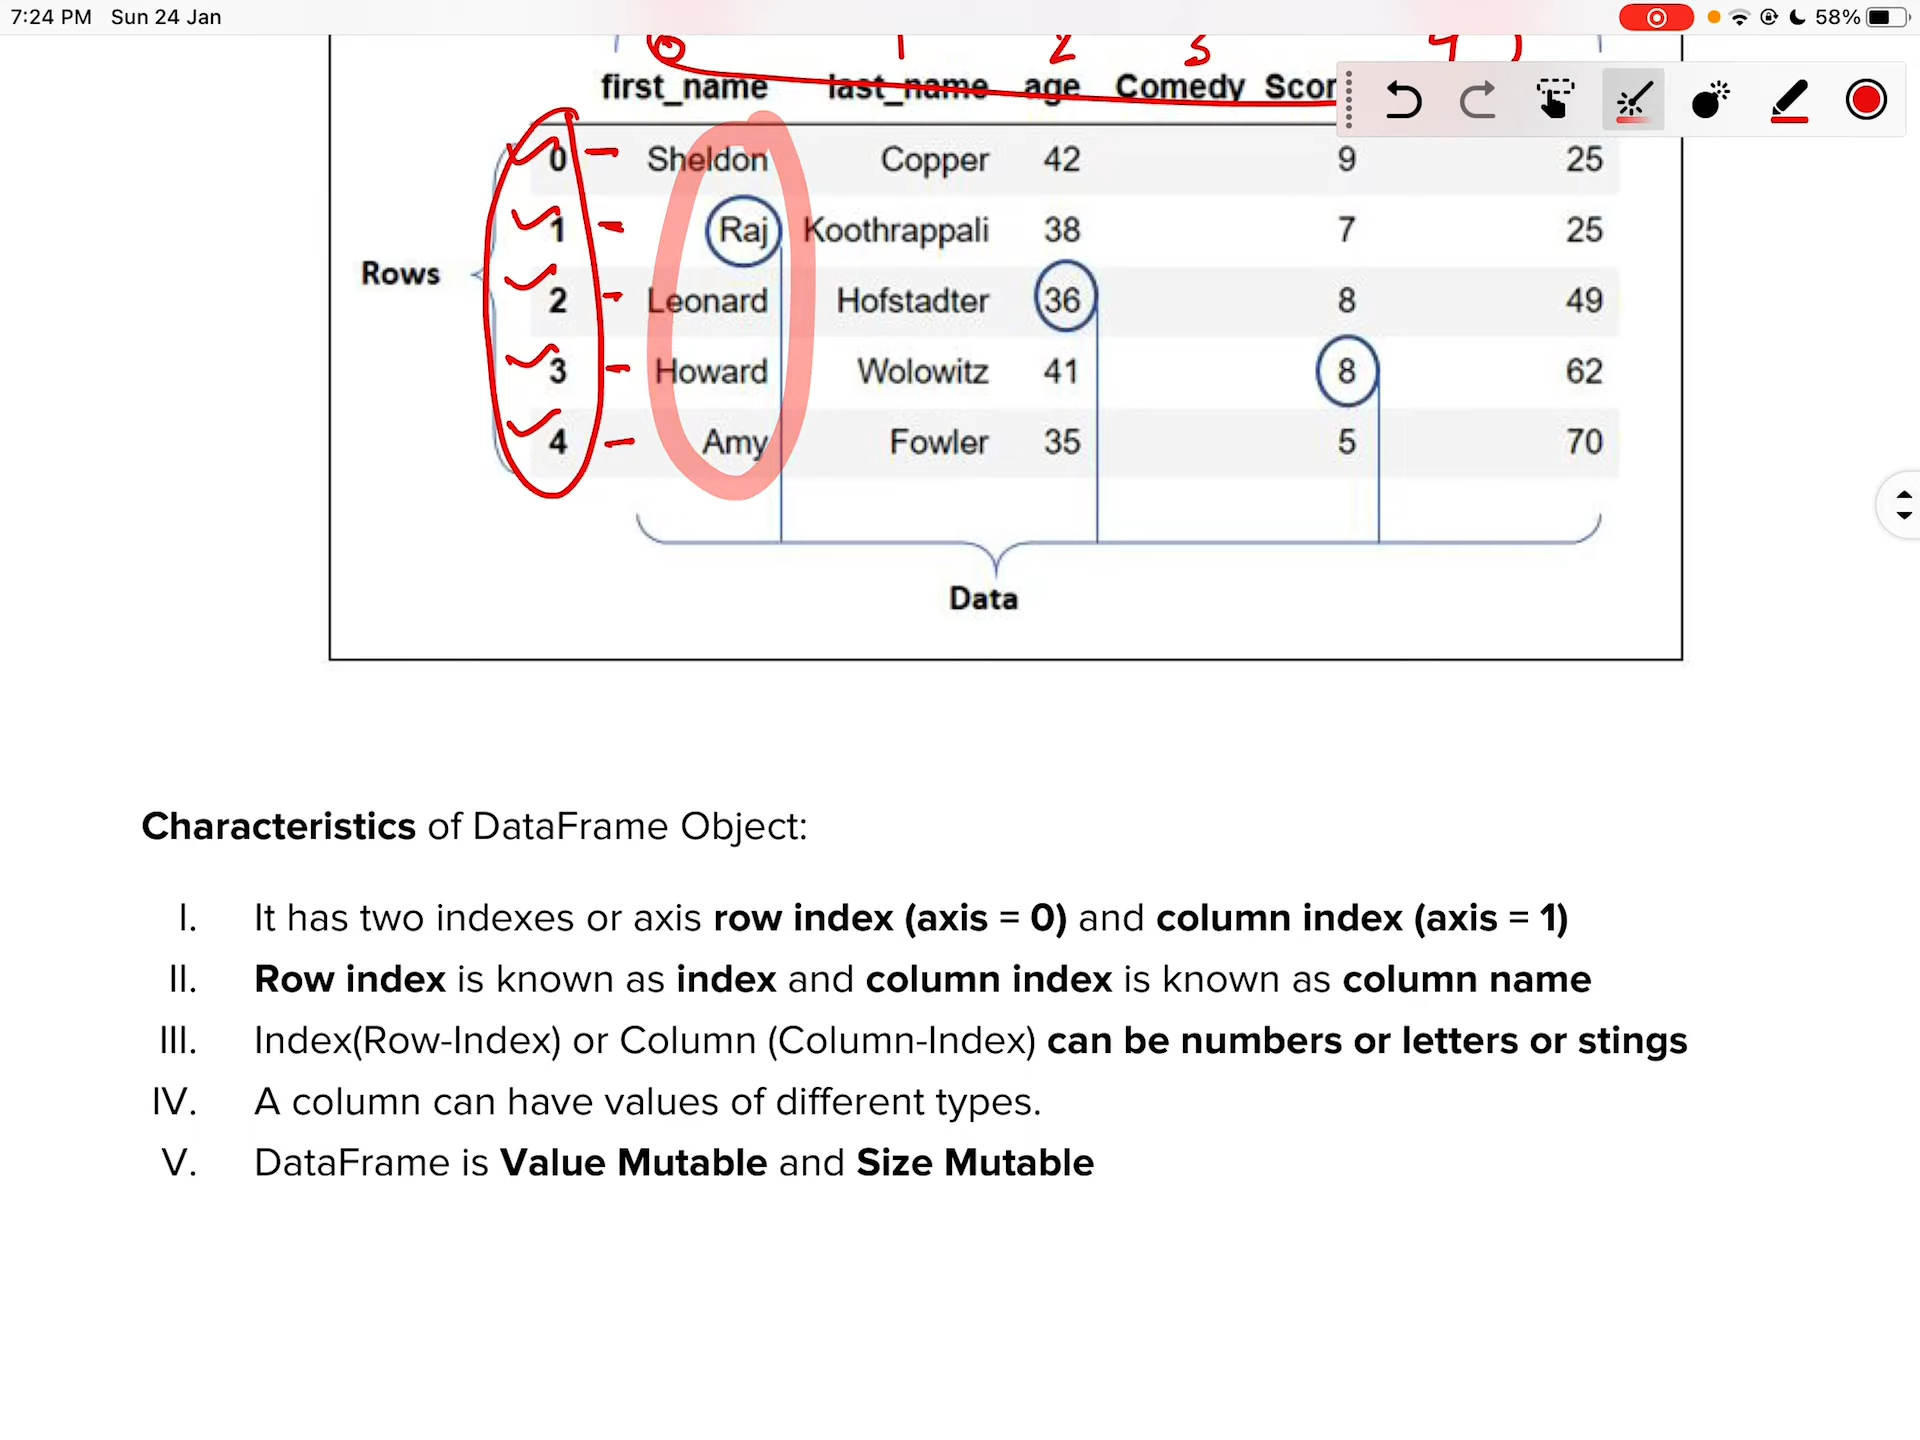 7:24 PM Sun 24 Jan 58%
0 1 2 3 4
first_name last_name age Comedy Scor
0 Sheldon Copper 42 9 25
1 Raj Koothrappali 38 7 25
Rows
2 Leonard Hofstadter 36 8 49
3 Howard Wolowitz 41 8 62
4 Amy Fowler 35 5 70
Data
Characteristics of DataFrame Object:
I. It has two indexes or axis row index (axis = 0) and column index (axis = 1)
II. Row index is known as index and column index is known as column name
III. Index(Row-Index) or Column (Column-Index) can be numbers or letters or stings
IV. A column can have values of different types.
V. DataFrame is Value Mutable and Size Mutable